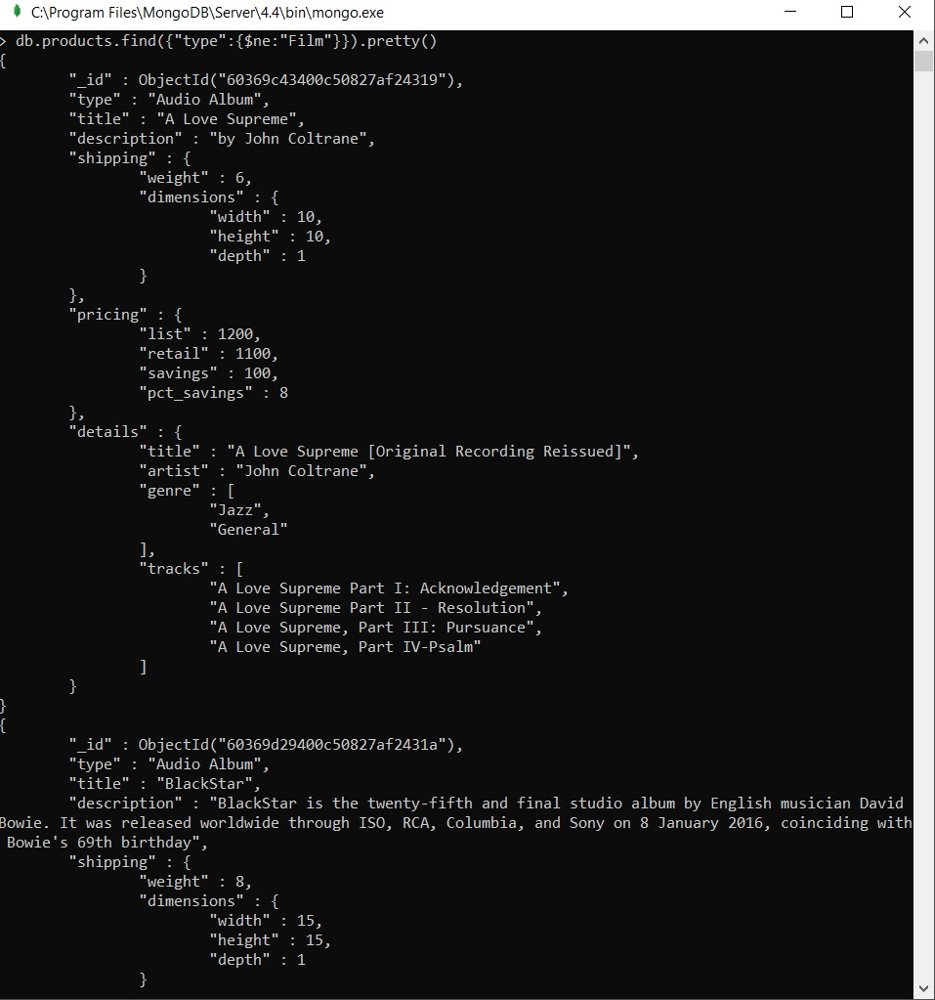 C:\Program Files\MongoDB\Server\4.4\bin\mongo.exe
> db.products.find({"type":{$ne:"Film"}}).pretty()
{
        "_id" : ObjectId("60369c43400c50827af24319"),
        "type" : "Audio Album",
        "title" : "A Love Supreme",
        "description" : "by John Coltrane",
        "shipping" : {
                "weight" : 6,
                "dimensions" : {
                        "width" : 10,
                        "height" : 10,
                        "depth" : 1
                }
        },
        "pricing" : {
                "list" : 1200,
                "retail" : 1100,
                "savings" : 100,
                "pct_savings" : 8
        },
        "details" : {
                "title" : "A Love Supreme [Original Recording Reissued]",
                "artist" : "John Coltrane",
                "genre" : [
                        "Jazz",
                        "General"
                ],
                "tracks" : [
                        "A Love Supreme Part I: Acknowledgement",
                        "A Love Supreme Part II - Resolution",
                        "A Love Supreme, Part III: Pursuance",
                        "A Love Supreme, Part IV-Psalm"
                ]
        }
}
{
        "_id" : ObjectId("60369d29400c50827af2431a"),
        "type" : "Audio Album",
        "title" : "BlackStar",
        "description" : "BlackStar is the twenty-fifth and final studio album by English musician David
Bowie. It was released worldwide through ISO, RCA, Columbia, and Sony on 8 January 2016, coinciding with
 Bowie's 69th birthday",
        "shipping" : {
                "weight" : 8,
                "dimensions" : {
                        "width" : 15,
                        "height" : 15,
                        "depth" : 1
                }